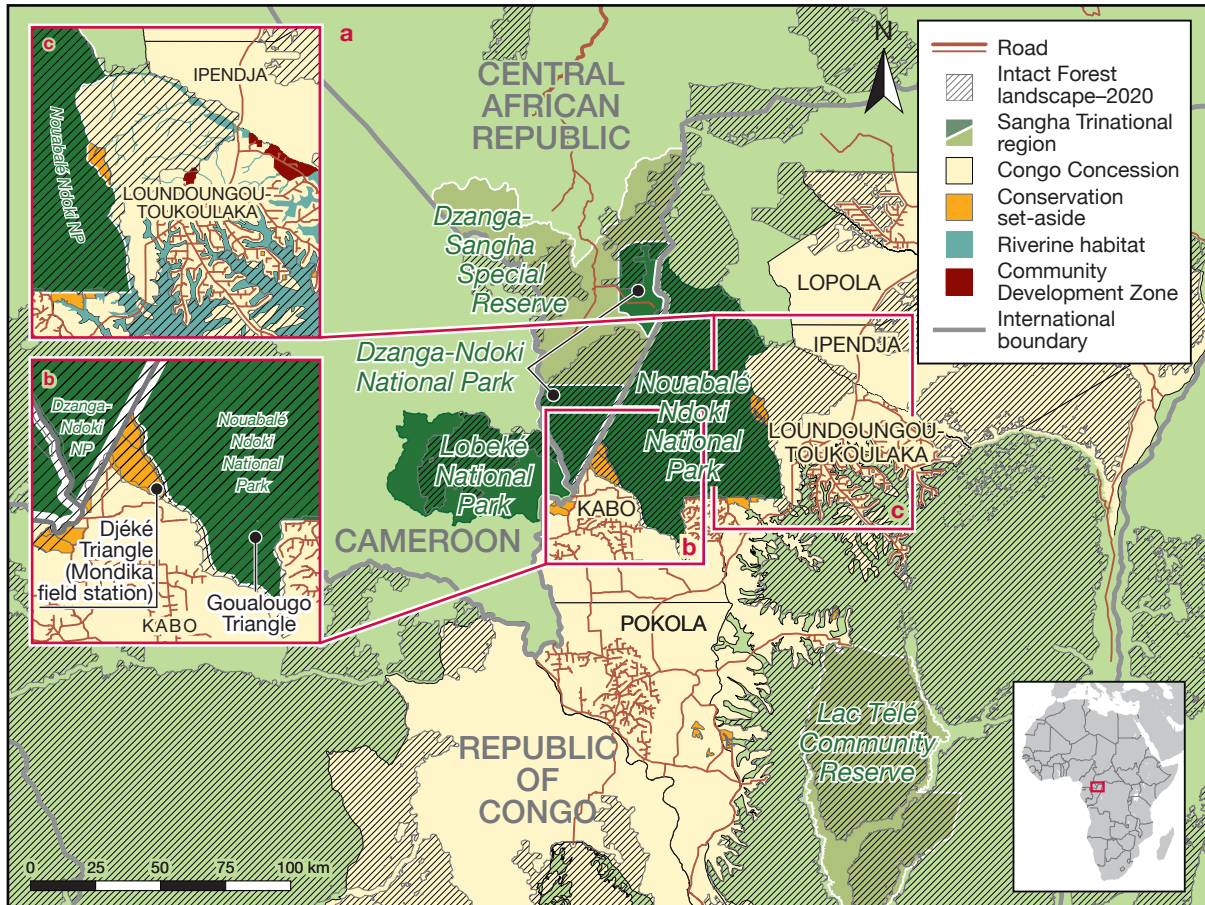 a
N
CENTRAL
AFRICAN
REPUBLIC
Dzanga-
Sangha
Special
Reserve
Dzanga-Ndoki
National Park
Lobeké
National
Park
Nouabalé
Ndoki
National
Park
LOPOLA
IPENDJA
LOUNDOUNGOU-
TOUKOULAKA
KABO
CAMEROON
b
c
POKOLA
REPUBLIC
OF
CONGO
Lac Télé
Community
Reserve
0 25 50 75 100 km
c
IPENDJA
Nouabalé Ndoki NP
LOUNDOUNGOU-
TOUKOULAKA
b
Dzanga-
Ndoki
NP
Nouabalé
Ndoki
National
Park
Djéké
Triangle
(Mondika
field station)
Goualougo
Triangle
KABO
Road
Intact Forest
landscape–2020
Sangha Trinational
region
Congo Concession
Conservation
set-aside
Riverine habitat
Community
Development Zone
International
boundary